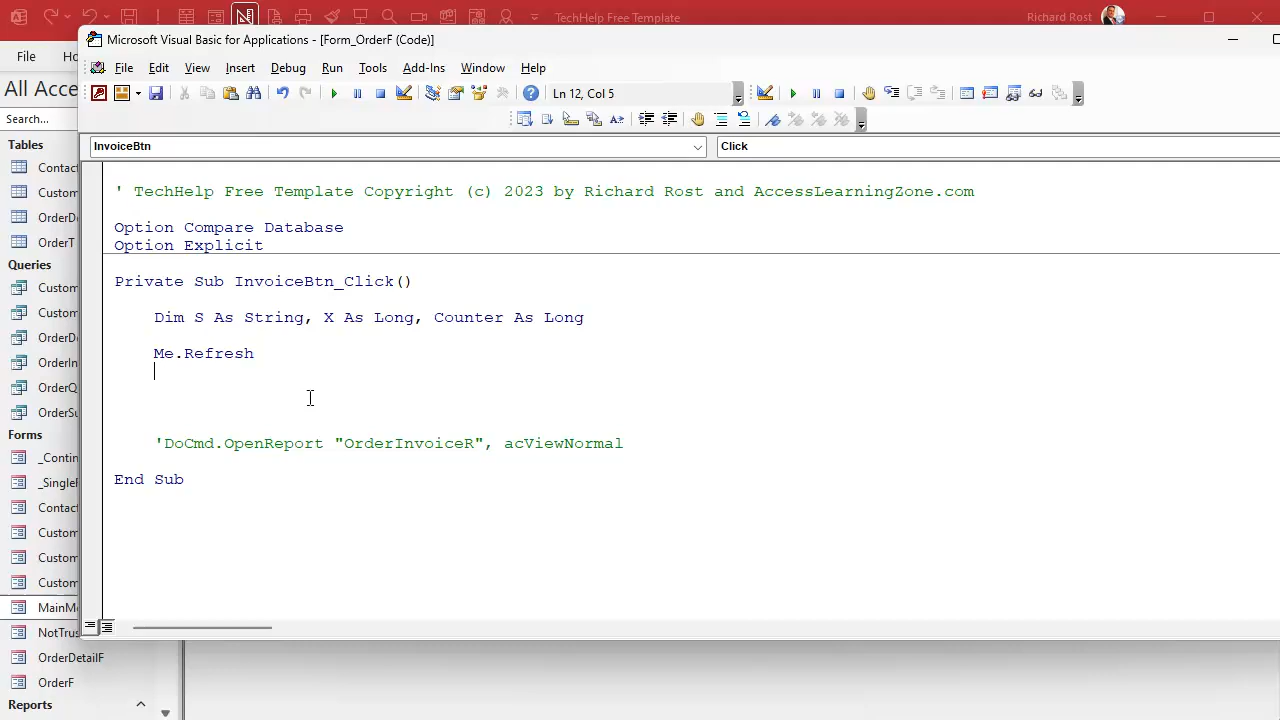 TechHelp Free Template
Richard Rost
Microsoft Visual Basic for Applications - [Form_OrderF (Code)]
File
File Edit View Insert Debug Run Tools Add-Ins Window Help
All Acce
Ln 12, Col 5
Search...
InvoiceBtn
Click
Tables
Contac
Custom
OrderDe
OrderT
Queries
Custom
Custom
OrderDe
OrderIn
OrderQ
OrderSu
Forms
_Contin
_SingleF
Contact
Custom
Custom
Custom
MainMe
NotTrus
OrderDetailF
OrderF
Reports
' TechHelp Free Template Copyright (c) 2023 by Richard Rost and AccessLearningZone.com
Option Compare Database
Option Explicit
Private Sub InvoiceBtn_Click()
Dim S As String, X As Long, Counter As Long
Me.Refresh
'DoCmd.OpenReport "OrderInvoiceR", acViewNormal
End Sub